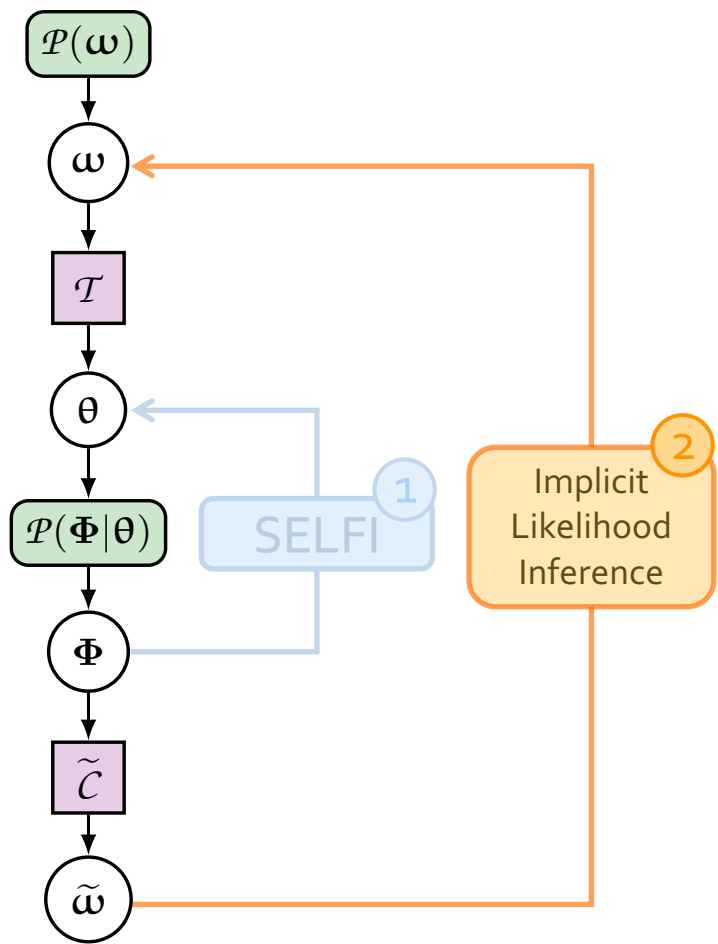 𝒫(𝛚)
𝛚
𝒯
θ
1
𝒫(𝚽|𝛉)
SELFI
2
Implicit
Likelihood
Inference
𝚽
C̃
𝛚̃